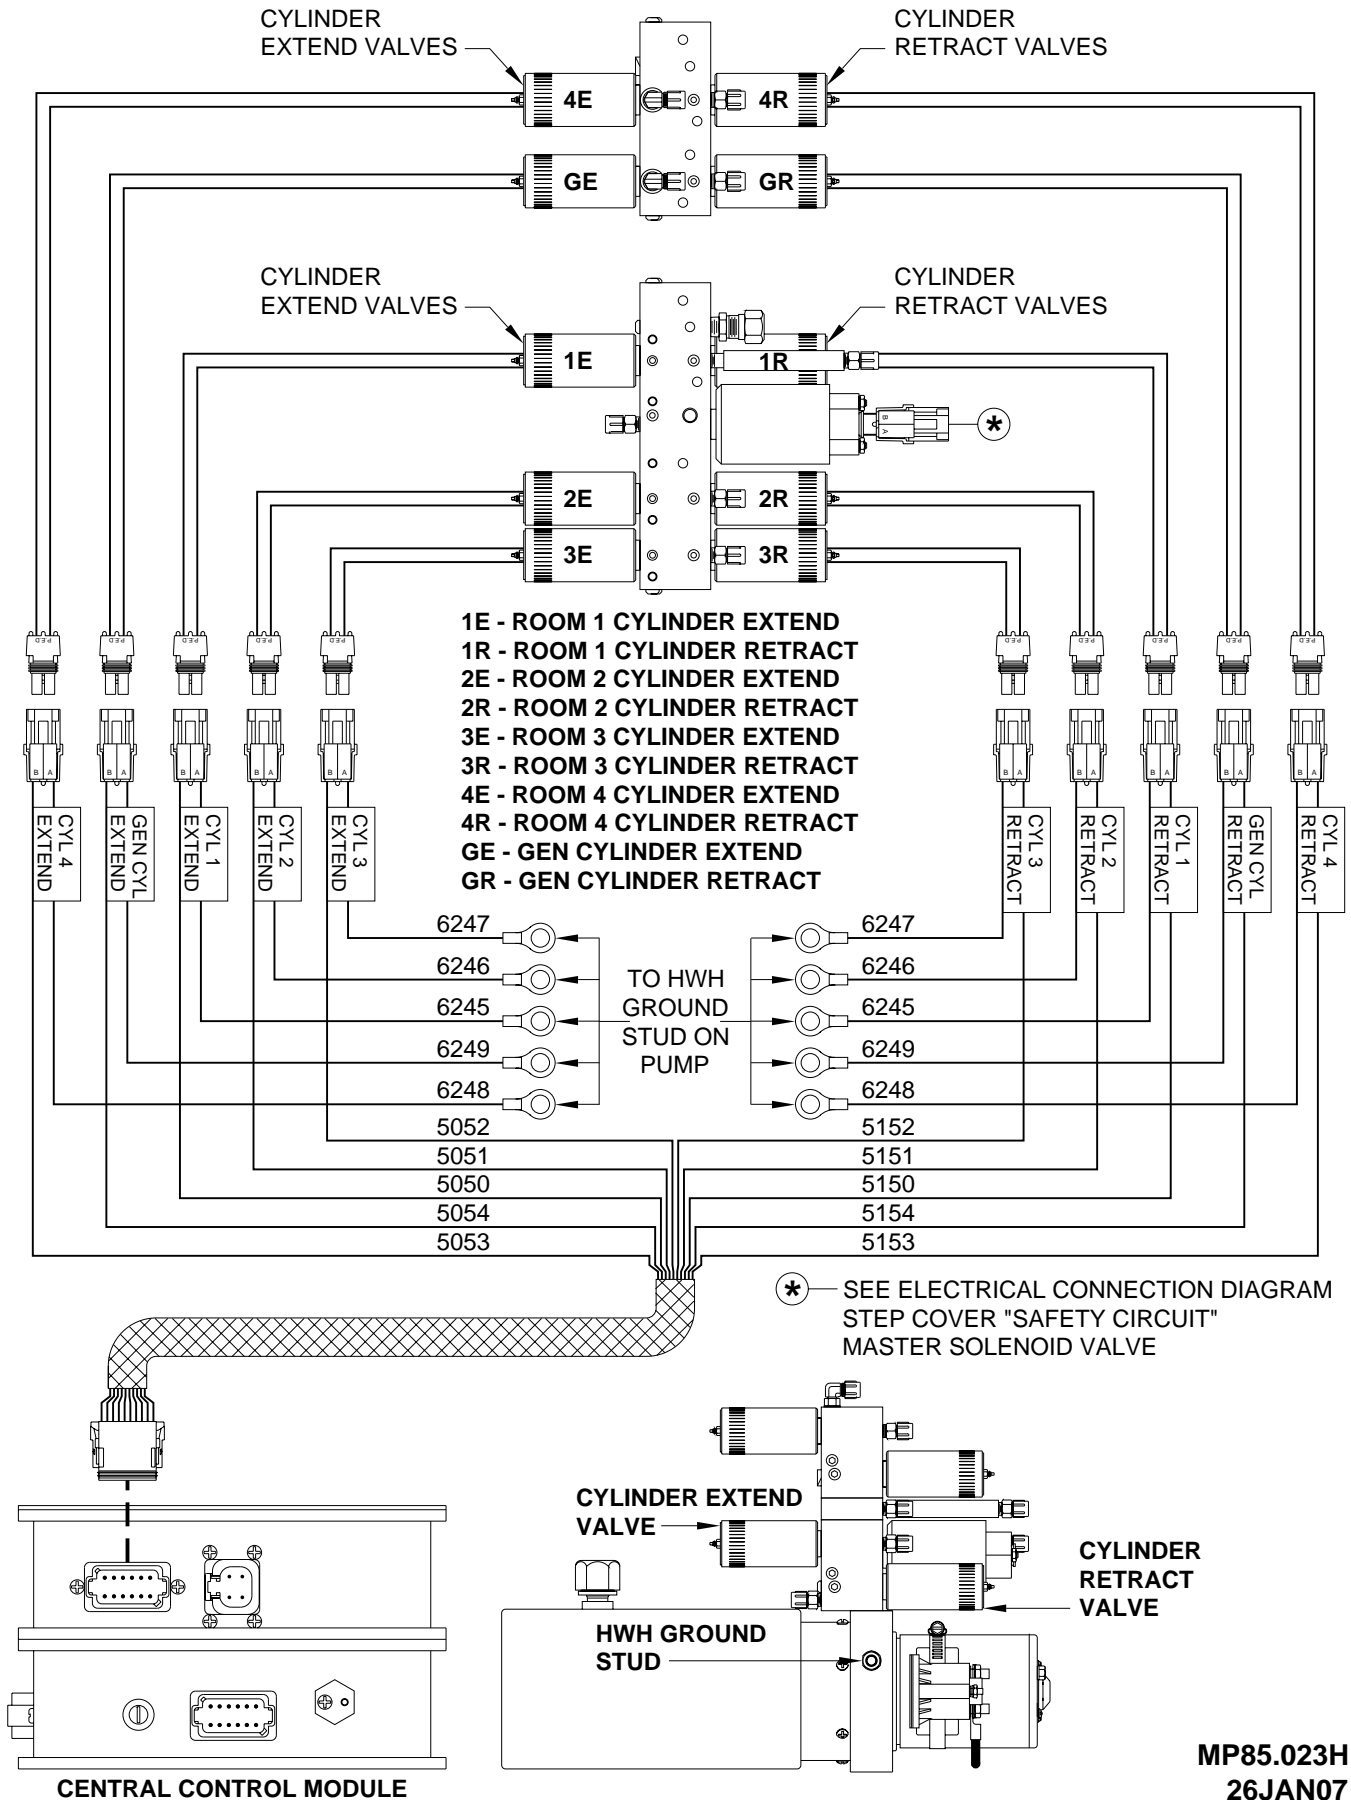 CYLINDER
EXTEND VALVES
CYLINDER
RETRACT VALVES
4E
4R
GE
GR
CYLINDER
EXTEND VALVES
CYLINDER
RETRACT VALVES
1E
1R
B
A
*
2E
2R
3E
3R
1E - ROOM 1 CYLINDER EXTEND
1R - ROOM 1 CYLINDER RETRACT
2E - ROOM 2 CYLINDER EXTEND
2R - ROOM 2 CYLINDER RETRACT
3E - ROOM 3 CYLINDER EXTEND
3R - ROOM 3 CYLINDER RETRACT
4E - ROOM 4 CYLINDER EXTEND
4R - ROOM 4 CYLINDER RETRACT
GE - GEN CYLINDER EXTEND
GR - GEN CYLINDER RETRACT
P.E.D
P.E.D
P.E.D
P.E.D
P.E.D
P.E.D
P.E.D
P.E.D
P.E.D
P.E.D
B A
B A
B A
B A
B A
B A
B A
B A
B A
B A
CYL 4
EXTEND
GEN CYL
EXTEND
CYL 1
EXTEND
CYL 2
EXTEND
CYL 3
EXTEND
CYL 3
RETRACT
CYL 2
RETRACT
CYL 1
RETRACT
GEN CYL
RETRACT
CYL 4
RETRACT
6247
6246
6245
6249
6248
TO HWH
GROUND
STUD ON
PUMP
6247
6246
6245
6249
6248
5052
5051
5050
5054
5053
5152
5151
5150
5154
5153
* SEE ELECTRICAL CONNECTION DIAGRAM
STEP COVER "SAFETY CIRCUIT"
MASTER SOLENOID VALVE
CYLINDER EXTEND
VALVE
CYLINDER
RETRACT
VALVE
HWH GROUND
STUD
CENTRAL CONTROL MODULE
MP85.023H
26JAN07